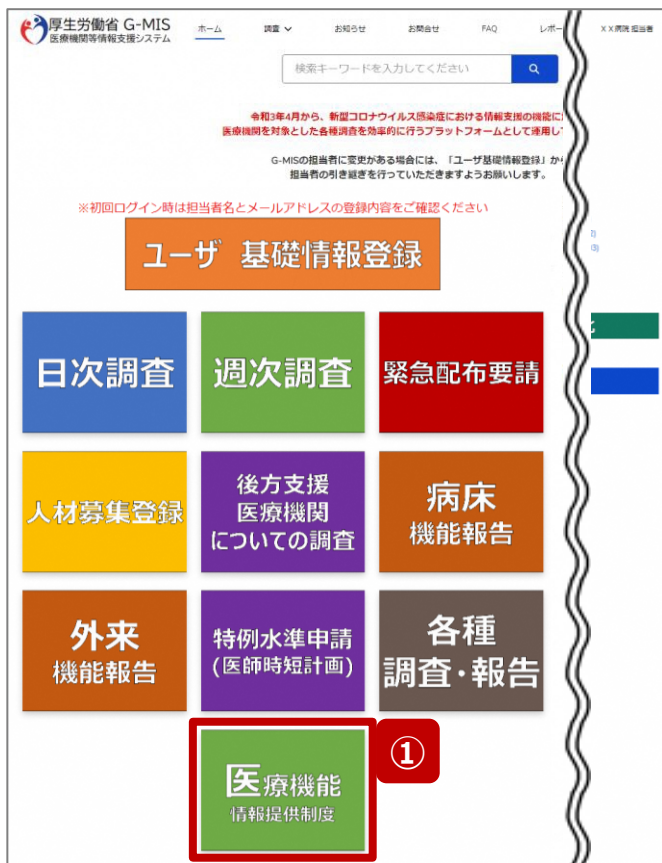 厚生労働省 G-MIS
医療機関等情報支援システム
ホーム
調査
お知らせ
お問合せ
FAQ
レポー
XX病院 担当者
検索キーワードを入力してください
令和3年4月から、新型コロナウイルス感染症における情報支援の機能に
医療機関を対象とした各種調査を効率的に行うプラットフォームとして運用し
G-MISの担当者に変更がある場合には、「ユーザ基礎情報登録」か
担当者の引き継ぎを行っていただきますようお願いします。
※初回ログイン時は担当者名とメールアドレスの登録内容をご確認ください
ユーザ 基礎情報登録
日次調査
週次調査
緊急配布要請
人材募集登録
後方支援
医療機関
についての調査
病床
機能報告
外来
機能報告
特例水準申請
(医師時短計画)
各種
調査・報告
①
医療機能
情報提供制度